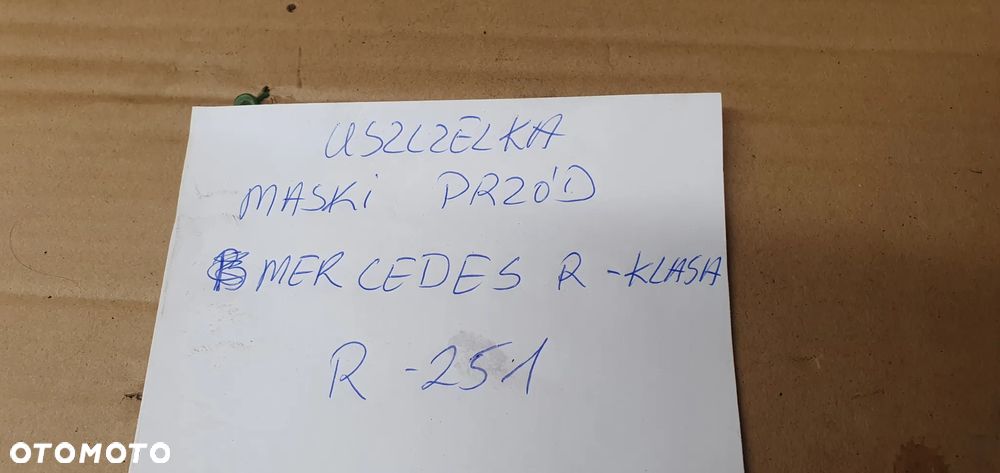 USZCZELKA
MASKI PRZÓD
MERCEDES R-KLASA
R-251
OTOMOTO